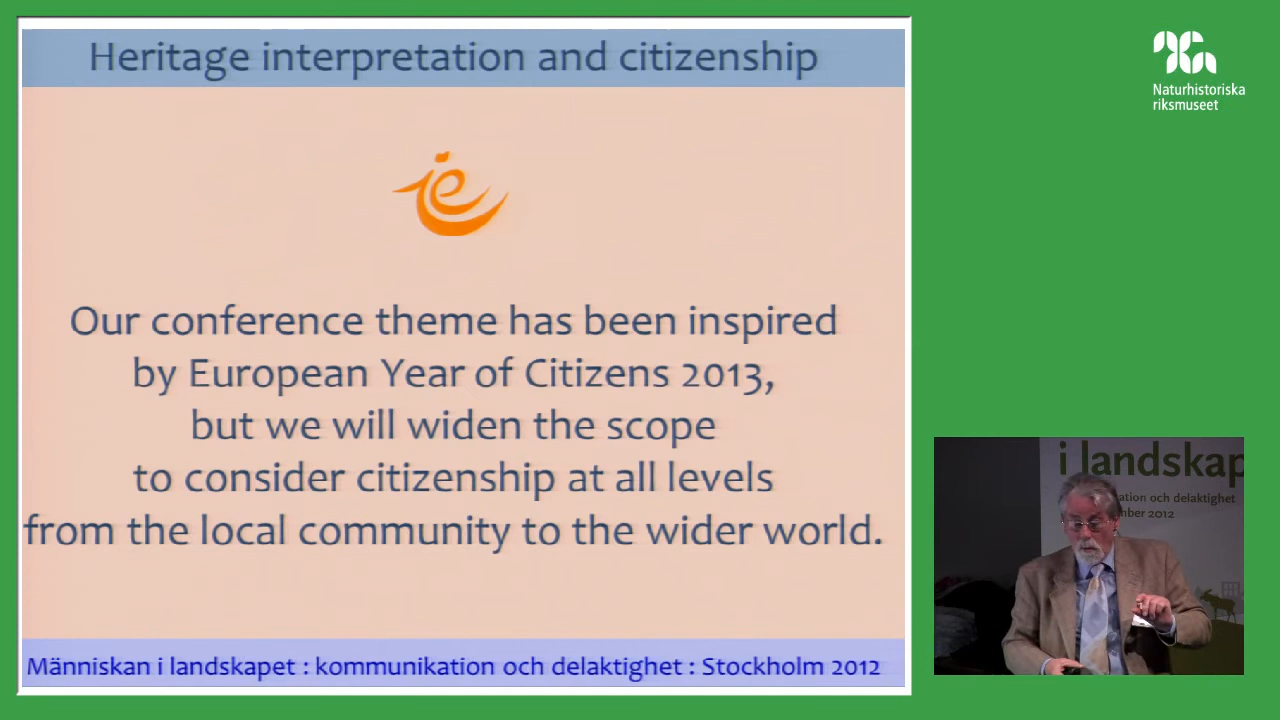 Heritage interpretation and citizenship
ie
Our conference theme has been inspired
by European Year of Citizens 2013,
but we will widen the scope
to consider citizenship at all levels
from the local community to the wider world.
Människan i landskapet : kommunikation och delaktighet : Stockholm 2012
Naturhistoriska
riksmuseet
i landskap
ation och delaktighet
mber 2012